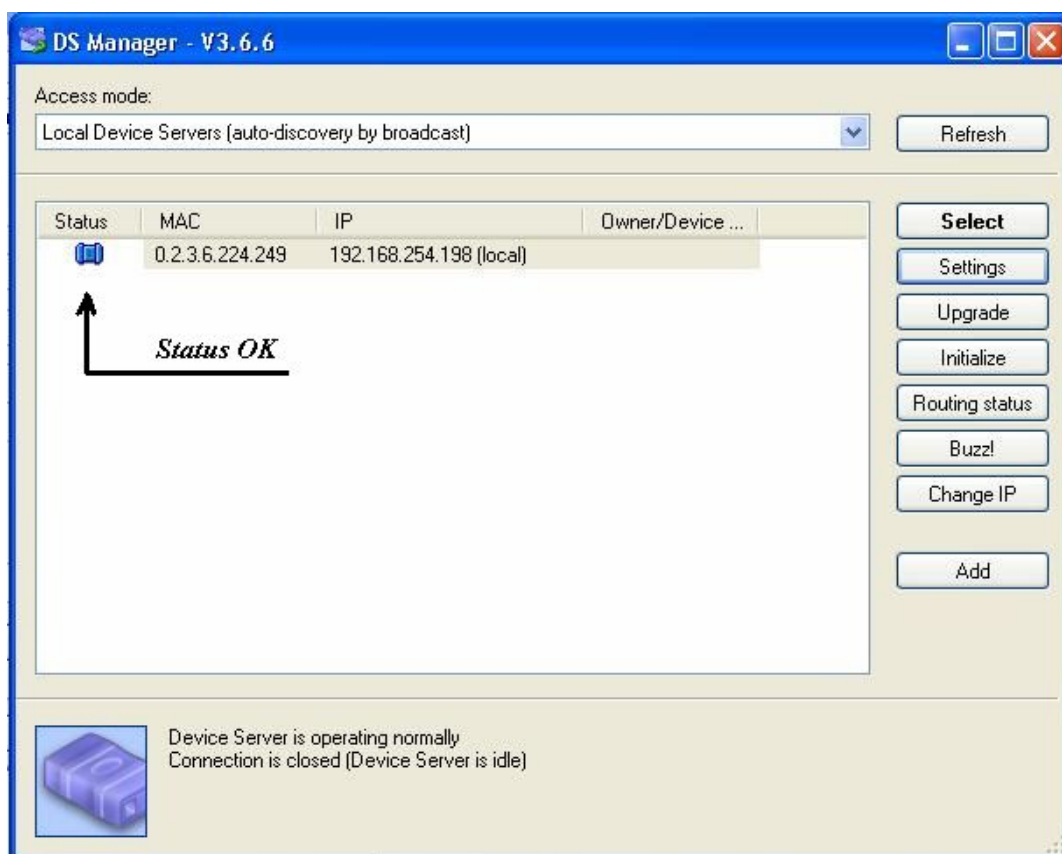 DS Manager - V3.6.6
Access mode:
Local Device Servers (auto-discovery by broadcast)
Refresh
Status MAC IP Owner/Device ...
0.2.3.6.224.249 192.168.254.198 (local)
Status OK
Select
Settings
Upgrade
Initialize
Routing status
Buzz!
Change IP
Add
Device Server is operating normally
Connection is closed (Device Server is idle)